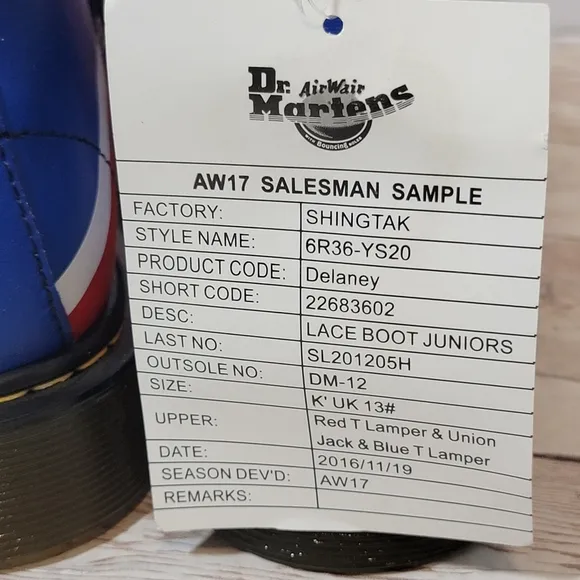 Dr. AirWair
Martens
WITH Bouncing SOLES
AW17 SALESMAN SAMPLE
FACTORY: SHINGTAK
STYLE NAME: 6R36-YS20
PRODUCT CODE: Delaney
SHORT CODE: 22683602
DESC: LACE BOOT JUNIORS
LAST NO: SL201205H
OUTSOLE NO: DM-12
SIZE: K' UK 13#
UPPER: Red T Lamper & Union
Jack & Blue T Lamper
DATE: 2016/11/19
SEASON DEV'D: AW17
REMARKS: